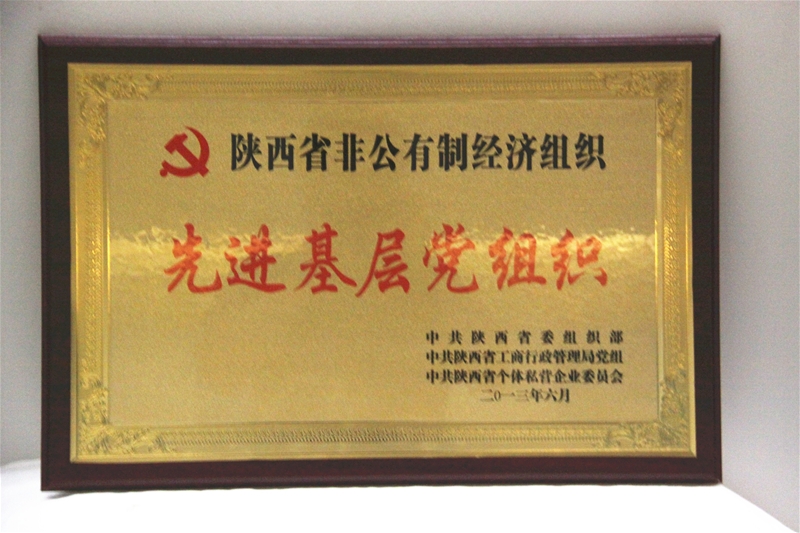 陕西省非公有制经济组织
先进基层党组织
中共陕西省委组织部
中共陕西省工商行政管理局党组
中共陕西省个体私营企业委员会
二〇一三年六月